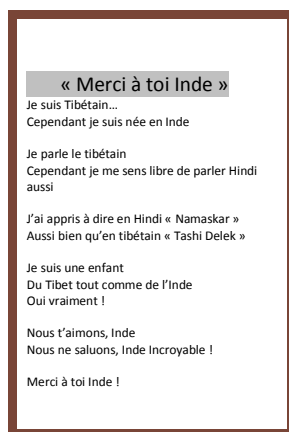 « Merci à toi Inde »
Je suis Tibétain…
Cependant je suis née en Inde
Je parle le tibétain
Cependant je me sens libre de parler Hindi
aussi
J'ai appris à dire en Hindi « Namaskar »
Aussi bien qu'en tibétain « Tashi Delek »
Je suis une enfant
Du Tibet tout comme de l'Inde
Oui vraiment !
Nous t'aimons, Inde
Nous ne saluons, Inde Incroyable !
Merci à toi Inde !